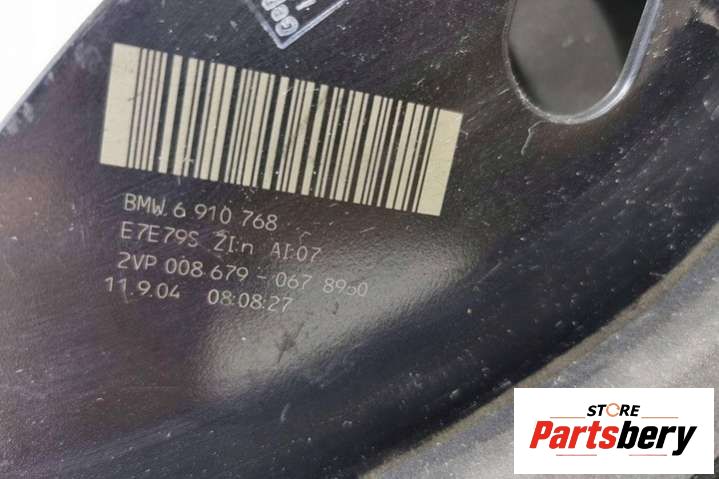 BMW 6 910 768
E7E79S ZI:n AI:07
2VP 008 679 - 067
11.9.04 08:08:27
STORE
Partsbery